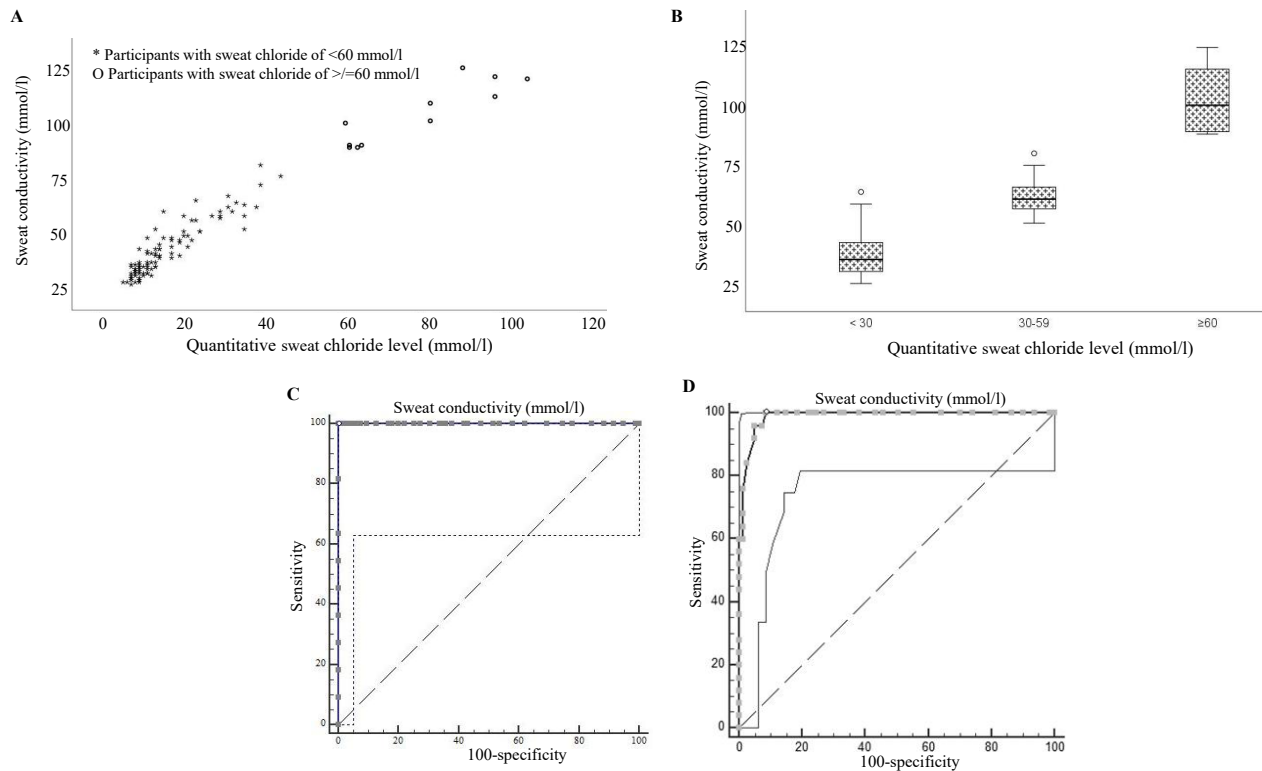 A
* Participants with sweat chloride of <60 mmol/l
O Participants with sweat chloride of >/=60 mmol/l
Sweat conductivity (mmol/l)
125
100
75
50
25
0 20 40 60 80 100 120
Quantitative sweat chloride level (mmol/l)
B
Sweat conductivity (mmol/l)
125
100
75
50
25
< 30 30-59 ≥60
Quantitative sweat chloride level (mmol/l)
C
Sweat conductivity (mmol/l)
Sensitivity
100
80
60
40
20
0
0 20 40 60 80 100
100-specificity
D
Sweat conductivity (mmol/l)
Sensitivity
100
80
60
40
20
0
0 20 40 60 80 100
100-specificity